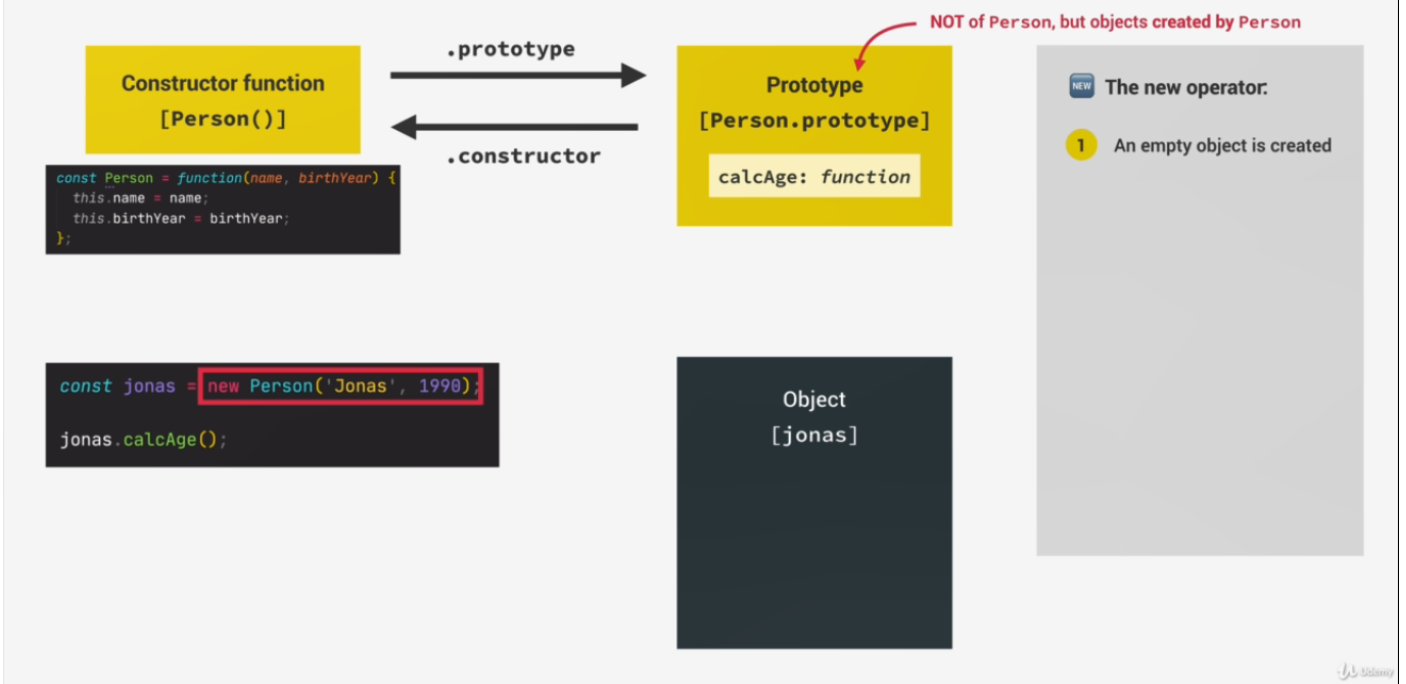 NOT of Person, but objects created by Person
.prototype
Constructor function
[Person()]
.constructor
Prototype
[Person.prototype]
calcAge: function
const Person = function(name, birthYear) {
this.name = name;
this.birthYear = birthYear;
};
NEW The new operator:
1 An empty object is created
const jonas = new Person('Jonas', 1990);
jonas.calcAge();
Object
[jonas]
Udemy